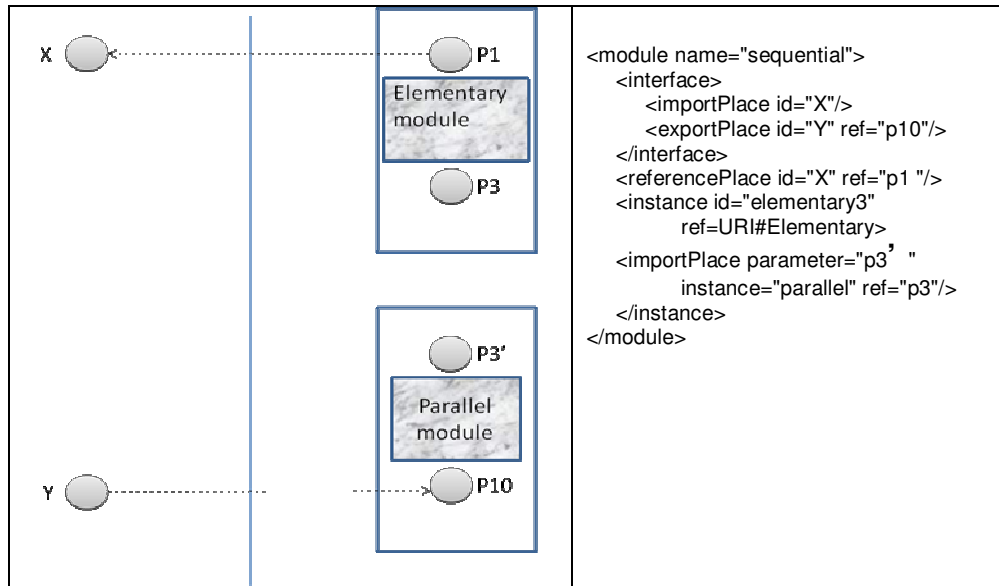 X
P1
Elementary
module
P3
P3'
Parallel
module
Y
P10
<module name="sequential">
<interface>
<importPlace id="X"/>
<exportPlace id="Y" ref="p10"/>
</interface>
<referencePlace id="X" ref="p1 "/>
<instance id="elementary3"
ref=URI#Elementary>
<importPlace parameter="p3’ "
instance="parallel" ref="p3"/>
</instance>
</module>